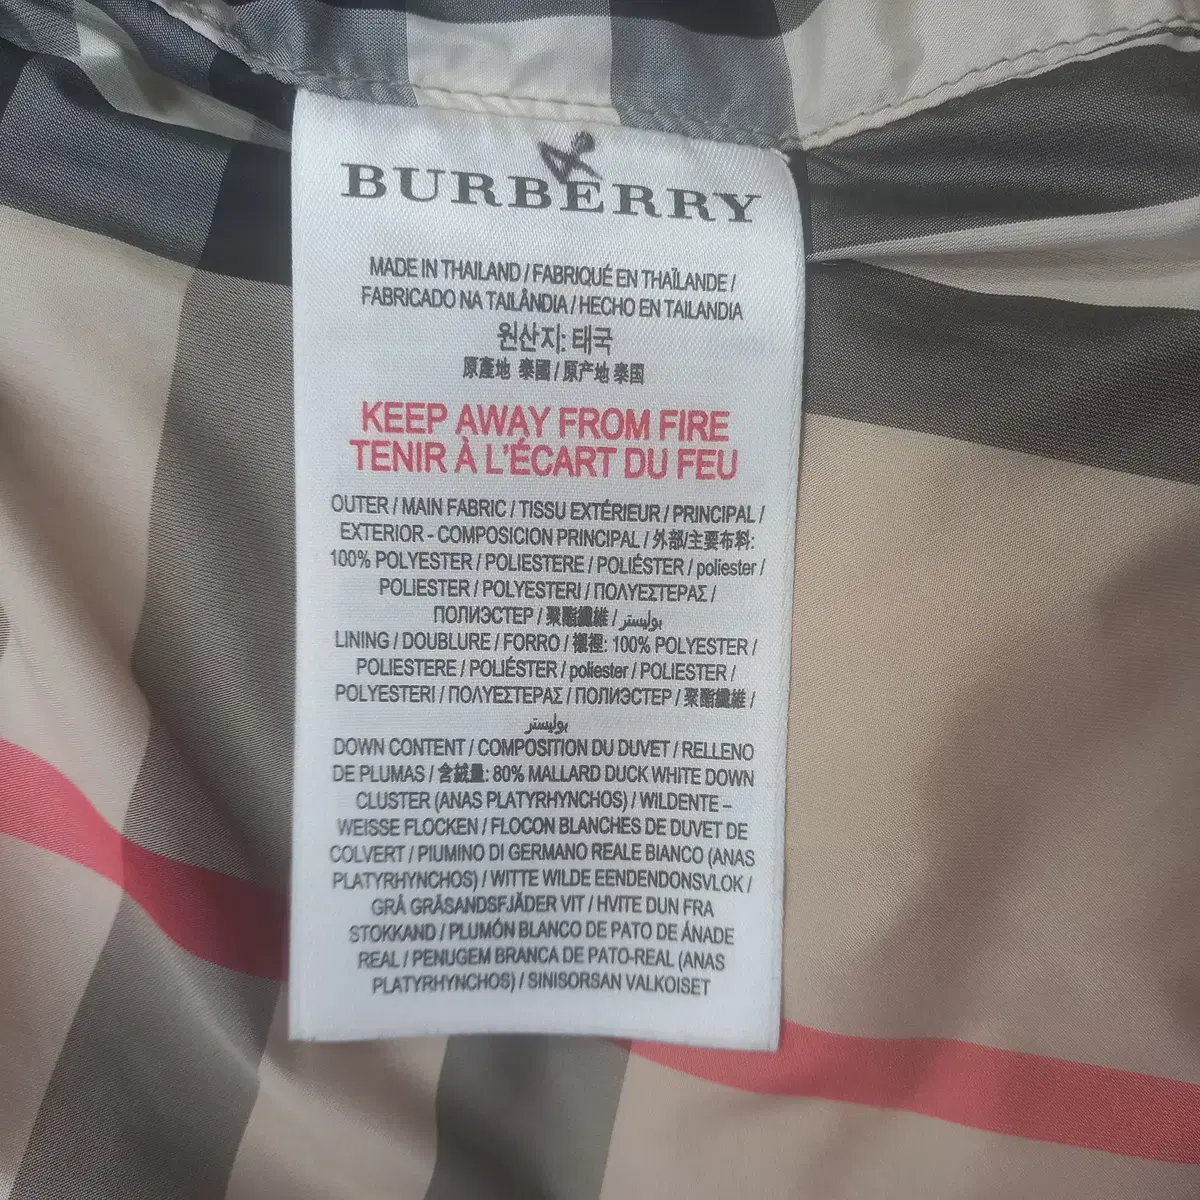 BURBERRY
MADE IN THAILAND / FABRIQUÉ EN THAÏLANDE /
FABRICADO NA TAILÂNDIA / HECHO EN TAILANDIA
원산지: 태국
原產地 泰國 / 原产地 泰国
KEEP AWAY FROM FIRE
TENIR À L'ÉCART DU FEU
OUTER / MAIN FABRIC / TISSU EXTÉRIEUR / PRINCIPAL /
EXTERIOR - COMPOSICION PRINCIPAL / 外部/主要布料:
100% POLYESTER / POLIESTERE / POLIÉSTER / poliester /
POLIESTER / POLYESTERI / ΠΟΛΥΕΣΤΕΡΑΣ /
ПОЛИЭСТЕР / 聚酯纖維 / بوليستر
LINING / DOUBLURE / FORRO / 襯裡: 100% POLYESTER /
POLIESTERE / POLIÉSTER / poliester / POLIESTER /
POLYESTERI / ΠΟΛΥΕΣΤΕΡΑΣ / ПОЛИЭСТЕР / 聚酯纖維 /
بوليستر
DOWN CONTENT / COMPOSITION DU DUVET / RELLENO
DE PLUMAS / 含絨量: 80% MALLARD DUCK WHITE DOWN
CLUSTER (ANAS PLATYRHYNCHOS) / WILDENTE –
WEISSE FLOCKEN / FLOCON BLANCHES DE DUVET DE
COLVERT / PIUMINO DI GERMANO REALE BIANCO (ANAS
PLATYRHYNCHOS) / WITTE WILDE EENDENDONSVLOK /
GRÅ GRÄSANDSFJÄDER VIT / HVITE DUN FRA
STOKKAND / PLUMÓN BLANCO DE PATO DE ÁNADE
REAL / PENUGEM BRANCA DE PATO-REAL (ANAS
PLATYRHYNCHOS) / SINISORSAN VALKOISET